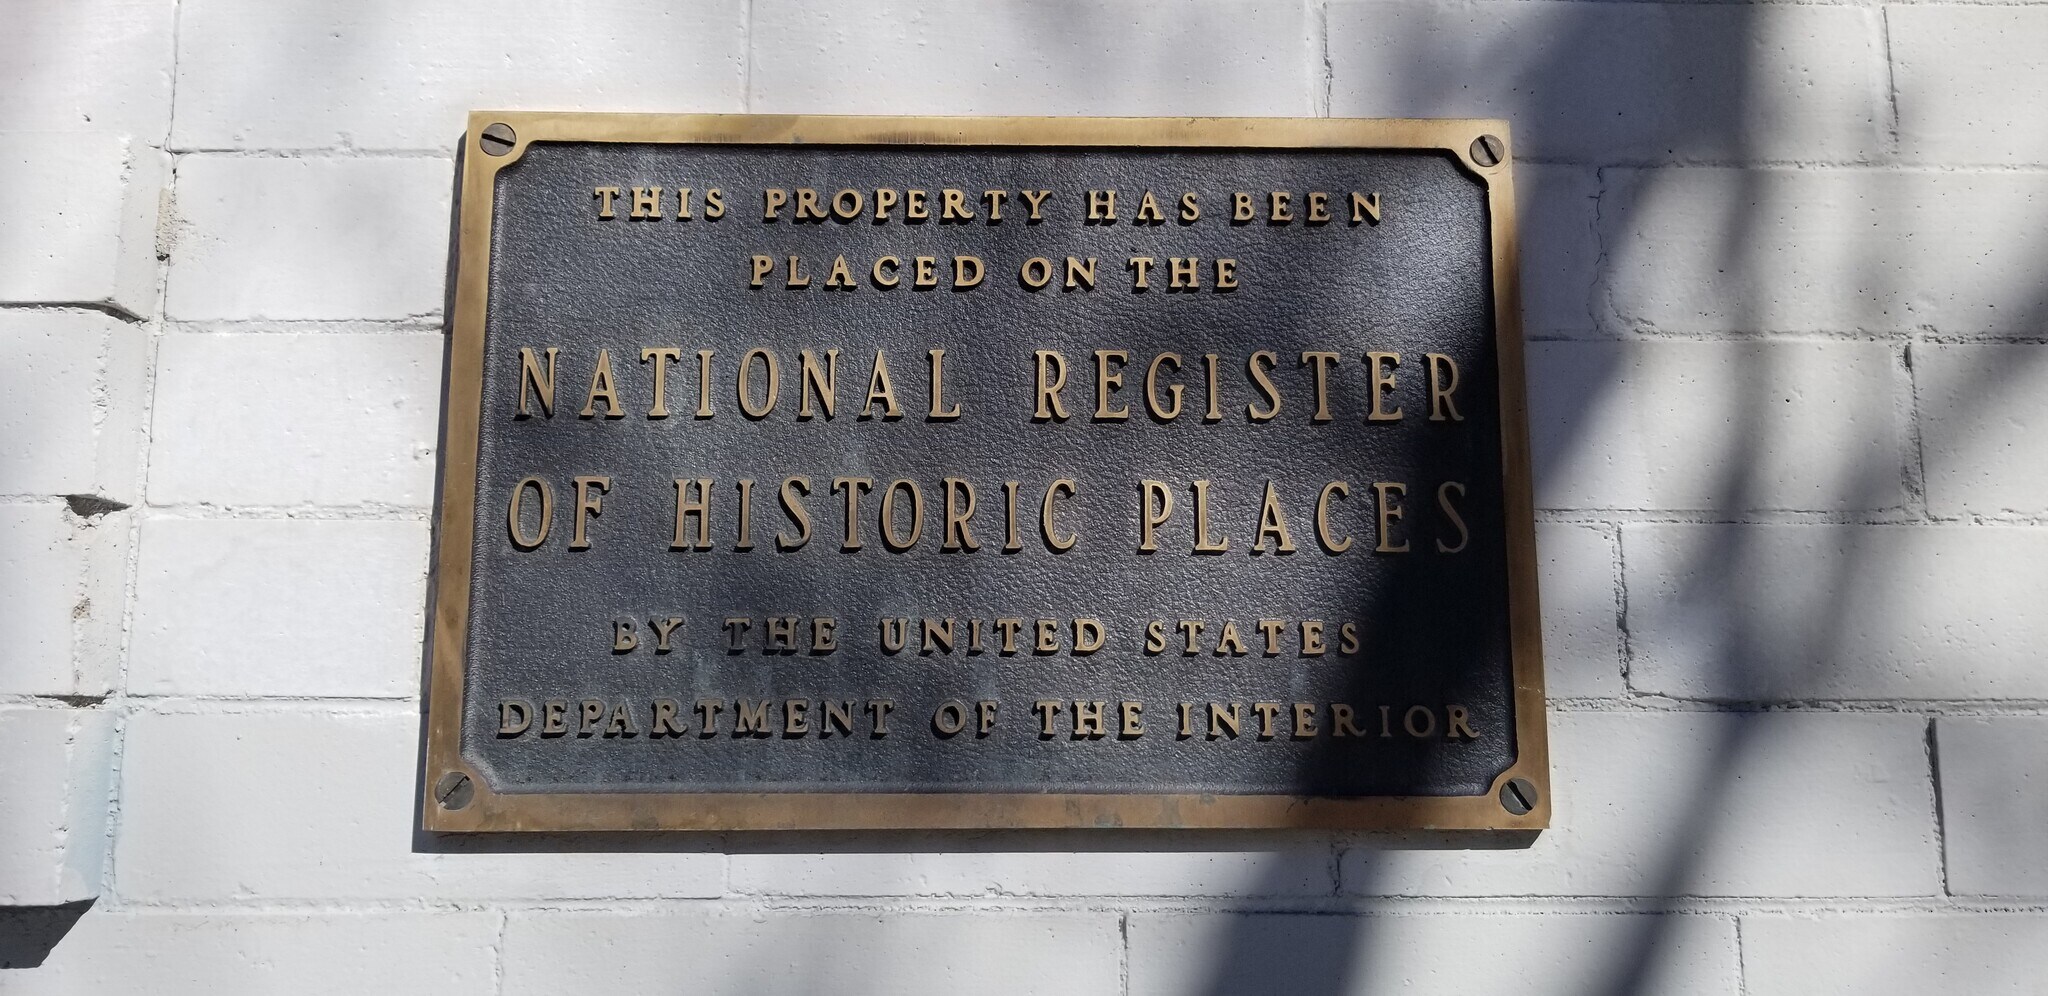 THIS PROPERTY HAS BEEN
PLACED ON THE
NATIONAL REGISTER
OF HISTORIC PLACES
BY THE UNITED STATES
DEPARTMENT OF THE INTERIOR